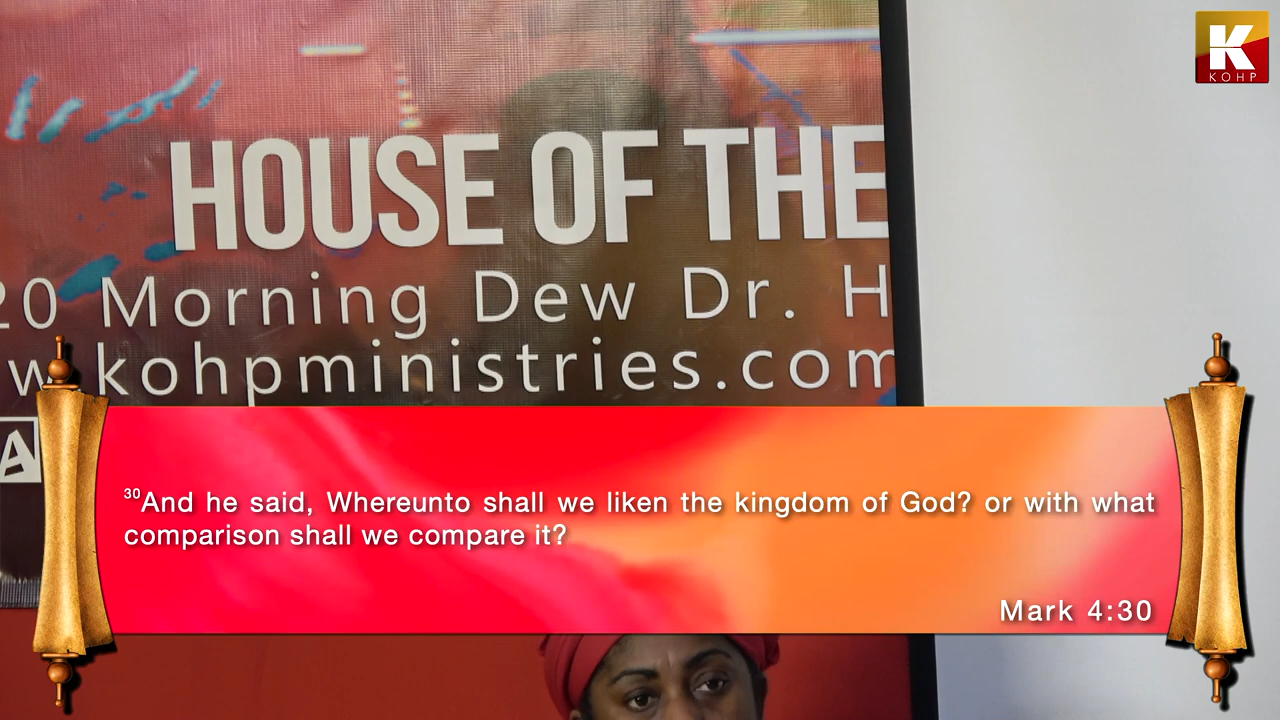 K
KOHP
HOUSE OF THE
20 Morning Dew Dr. H
w.kohpministries.com
A
30And he said, Whereunto shall we liken the kingdom of God? or with what
comparison shall we compare it?
Mark 4:30